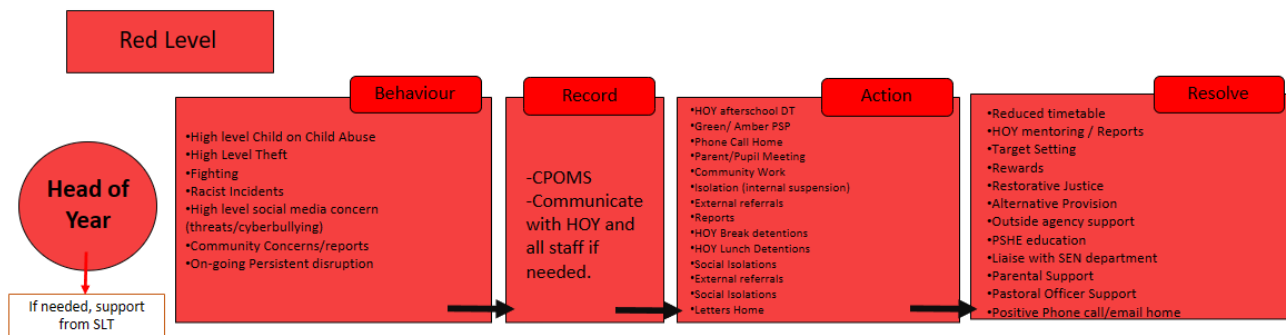 Red Level
Head of
Year
If needed, support
from SLT
Behaviour
•High level Child on Child Abuse
•High Level Theft
•Fighting
•Racist Incidents
•High level social media concern
(threats/cyberbullying)
•Community Concerns/reports
•On-going Persistent disruption
Record
-CPOMS
-Communicate
with HOY and
all staff if
needed.
Action
•HOY afterschool DT
•Green/ Amber PSP
•Phone Call Home
•Parent/Pupil Meeting
•Community Work
•Isolation (internal suspension)
•External referrals
•Reports
•HOY Break detentions
•HOY Lunch Detentions
•Social Isolations
•External referrals
•Social Isolations
•Letters Home
Resolve
•Reduced timetable
•HOY mentoring / Reports
•Target Setting
•Rewards
•Restorative Justice
•Alternative Provision
•Outside agency support
•PSHE education
•Liaise with SEN department
•Parental Support
•Pastoral Officer Support
•Positive Phone call/email home